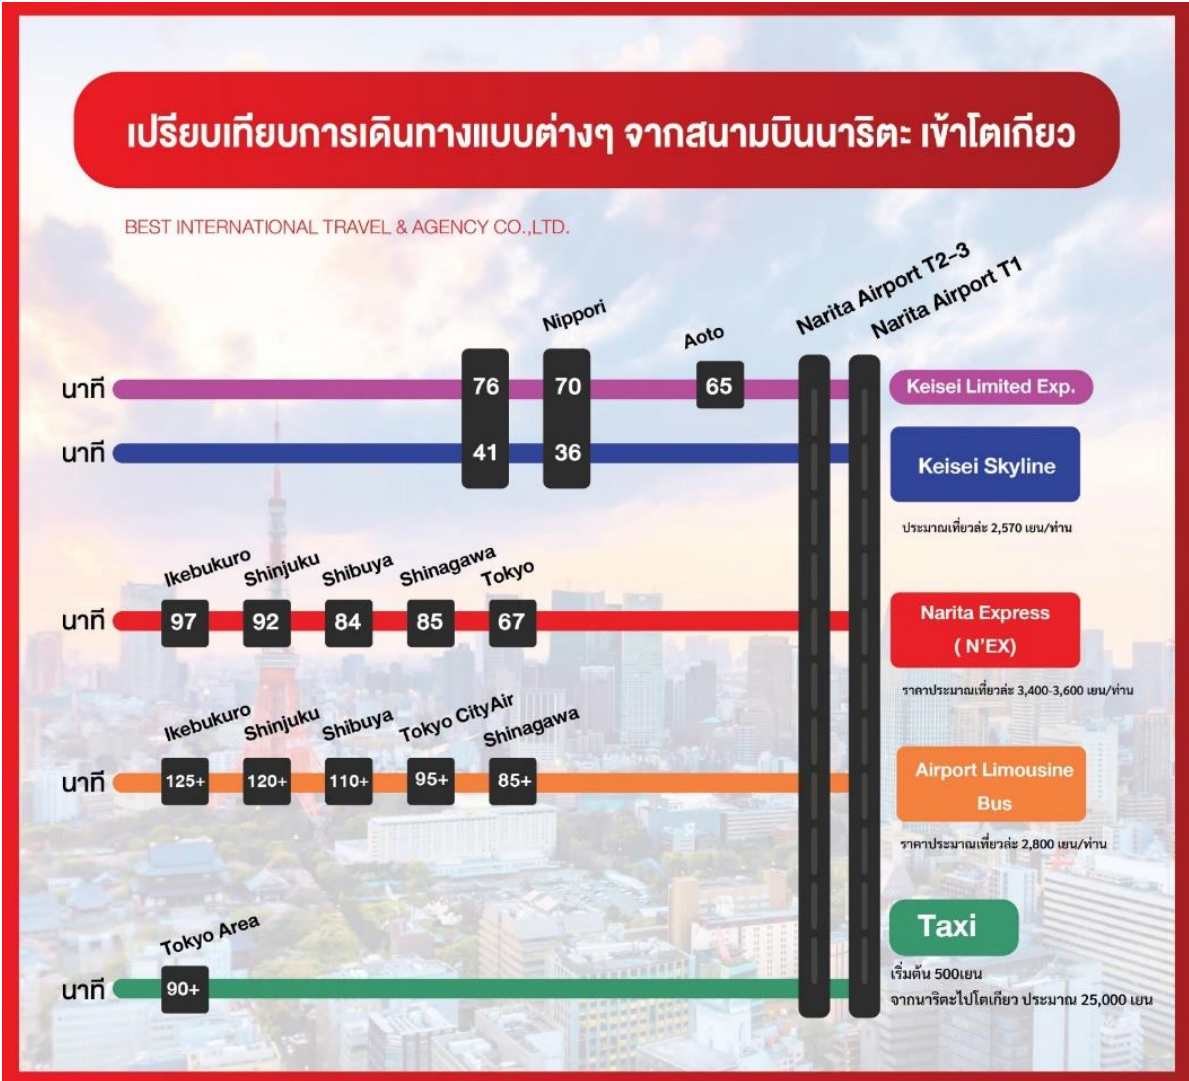 เปรียบเทียบการเดินทางแบบต่างๆ จากสนามบินนาริตะ เข้าโตเกียว
BEST INTERNATIONAL TRAVEL & AGENCY CO.,LTD.
Nippori
Aoto
Narita Airport T2-3
Narita Airport T1
นาที
76
70
65
Keisei Limited Exp.
นาที
41
36
Keisei Skyline
ประมาณเที่ยวล่ะ 2,570 เยน/ท่าน
Ikebukuro
Shinjuku
Shibuya
Shinagawa
Tokyo
นาที
97
92
84
85
67
Narita Express
( N'EX)
ราคาประมาณเที่ยวล่ะ 3,400-3,600 เยน/ท่าน
Ikebukuro
Shinjuku
Shibuya
Tokyo CityAir
Shinagawa
นาที
125+
120+
110+
95+
85+
Airport Limousine
Bus
ราคาประมาณเที่ยวล่ะ 2,800 เยน/ท่าน
Tokyo Area
นาที
90+
Taxi
เริ่มต้น 500เยน
จากนาริตะไปโตเกียว ประมาณ 25,000 เยน